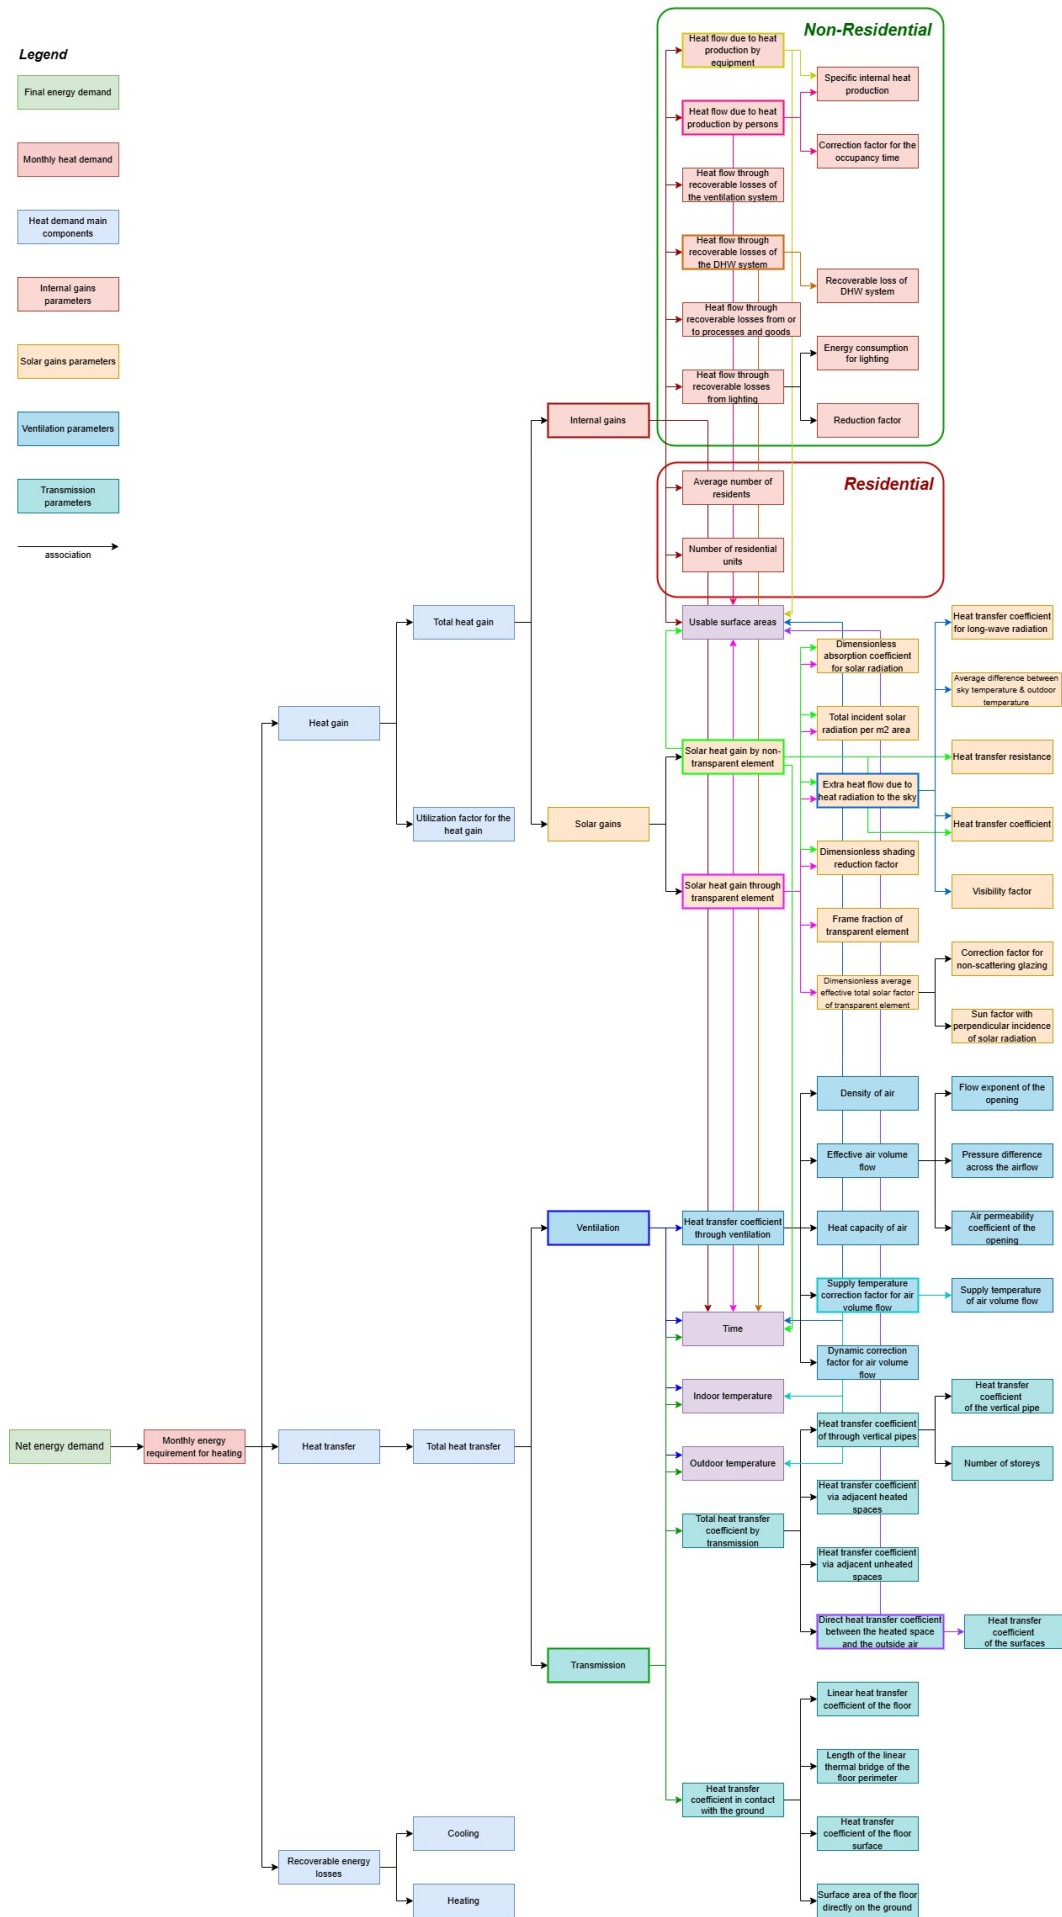 Legend
Final energy demand
Monthly heat demand
Heat demand main
components
Internal gains
parameters
Solar gains parameters
Ventilation parameters
Transmission
parameters
association
Non-Residential
Heat flow due to heat
production by
equipment
Specific internal heat
production
Heat flow due to heat
production by persons
Correction factor for the
occupancy time
Heat flow through
recoverable losses of
the ventilation system
Heat flow through
recoverable losses of
the DHW system
Recoverable loss of
DHW system
Heat flow through
recoverable losses from or
to processes and goods
Energy consumption
for lighting
Heat flow through
recoverable losses
from lighting
Reduction factor
Internal gains
Residential
Average number of
residents
Number of residential
units
Total heat gain
Usable surface areas
Heat transfer coefficient
for long-wave radiation
Dimensionless
absorption coefficient
for solar radiation
Average difference between
sky temperature & outdoor
temperature
Heat gain
Total incident solar
radiation per m2 area
Solar heat gain by non-
transparent element
Heat transfer resistance
Extra heat flow due to
heat radiation to the sky
Utilization factor for the
heat gain
Solar gains
Heat transfer coefficient
Dimensionless shading
reduction factor
Solar heat gain through
transparent element
Visibility factor
Frame fraction of
transparent element
Correction factor for
non-scattering glazing
Dimensionless average
effective total solar factor
of transparent element
Sun factor with
perpendicular incidence
of solar radiation
Density of air
Flow exponent of the
opening
Effective air volume
flow
Pressure difference
across the airflow
Ventilation
Heat transfer coefficient
through ventilation
Heat capacity of air
Air permeability
coefficient of the
opening
Supply temperature
correction factor for air
volume flow
Supply temperature
of air volume flow
Time
Dynamic correction
factor for air volume
flow
Indoor temperature
Heat transfer
coefficient
of the vertical pipe
Heat transfer coefficient
of through vertical pipes
Net energy demand
Monthly energy
requirement for heating
Heat transfer
Total heat transfer
Outdoor temperature
Number of storeys
Heat transfer coefficient
via adjacent heated
spaces
Total heat transfer
coefficient by
transmission
Heat transfer coefficient
via adjacent unheated
spaces
Direct heat transfer coefficient
between the heated space
and the outside air
Heat transfer
coefficient
of the surfaces
Transmission
Linear heat transfer
coefficient of the floor
Length of the linear
thermal bridge of the
floor perimeter
Heat transfer
coefficient in contact
with the ground
Cooling
Heat transfer
coefficient of the floor
surface
Recoverable energy
losses
Heating
Surface area of the floor
directly on the ground